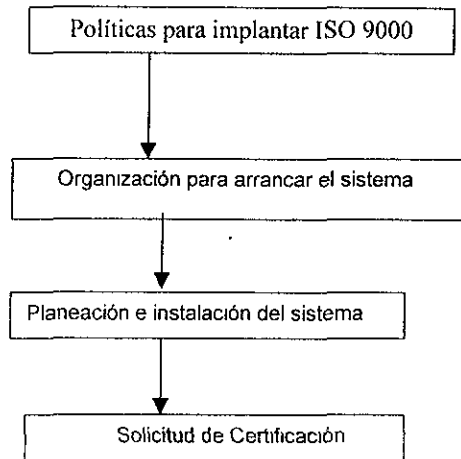 Políticas para implantar ISO 9000
Organización para arrancar el sistema
Planeación e instalación del sistema
Solicitud de Certificación